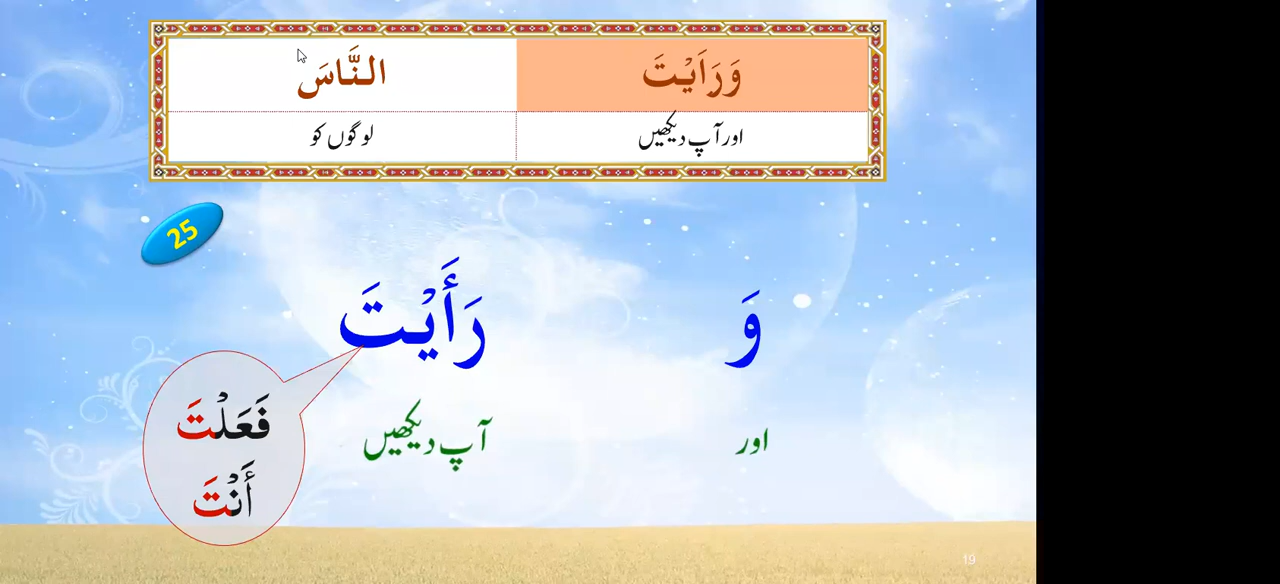 وَرَاَيْتَ النَّاسَ
اور آپ دیکھیں لوگوں کو
25
وَ رَأَيْتَ
اور آپ دیکھیں
فَعَلْتَ
أَنْتَ
19